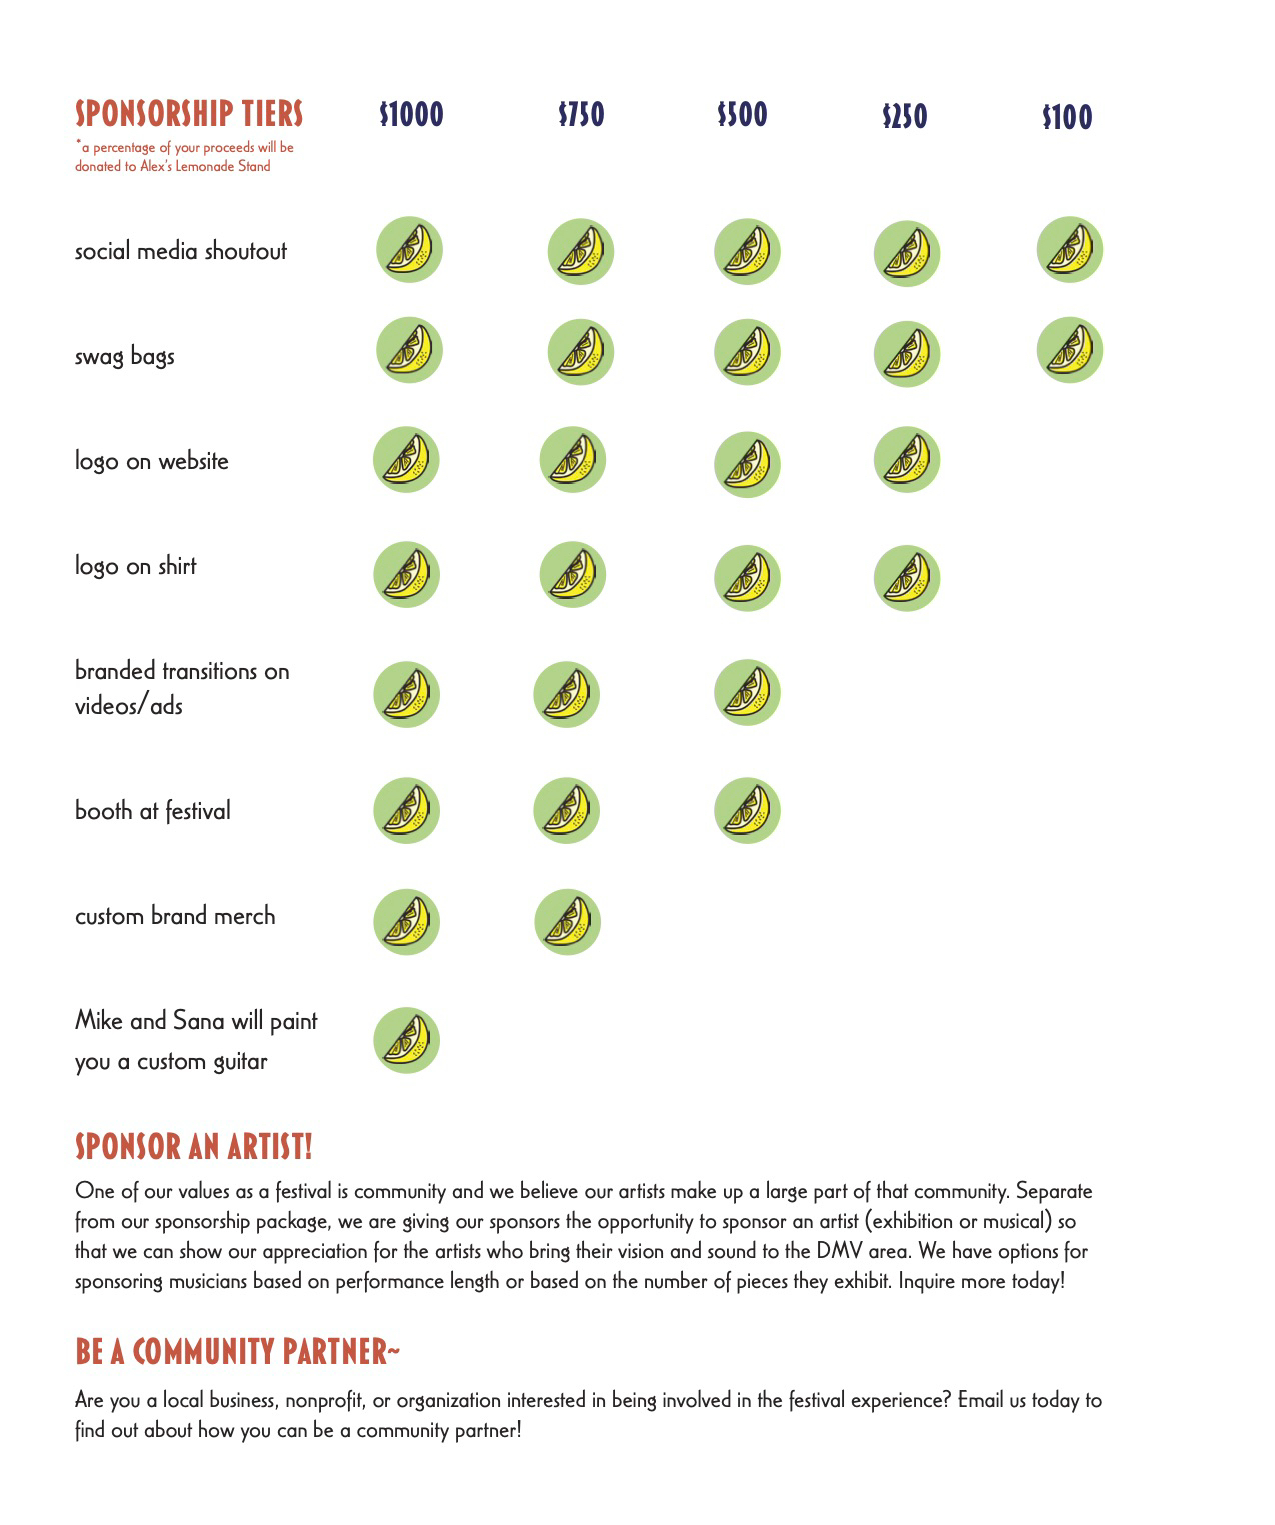 SPONSORSHIP TIERS $1000 $750 $500 $250 $100
*a percentage of your proceeds will be
donated to Alex's Lemonade Stand
social media shoutout
swag bags
logo on website
logo on shirt
branded transitions on
videos/ads
booth at festival
custom brand merch
Mike and Sana will paint
you a custom guitar
SPONSOR AN ARTIST!
One of our values as a festival is community and we believe our artists make up a large part of that community. Separate
from our sponsorship package, we are giving our sponsors the opportunity to sponsor an artist (exhibition or musical) so
that we can show our appreciation for the artists who bring their vision and sound to the DMV area. We have options for
sponsoring musicians based on performance length or based on the number of pieces they exhibit. Inquire more today!
BE A COMMUNITY PARTNER~
Are you a local business, nonprofit, or organization interested in being involved in the festival experience? Email us today to
find out about how you can be a community partner!